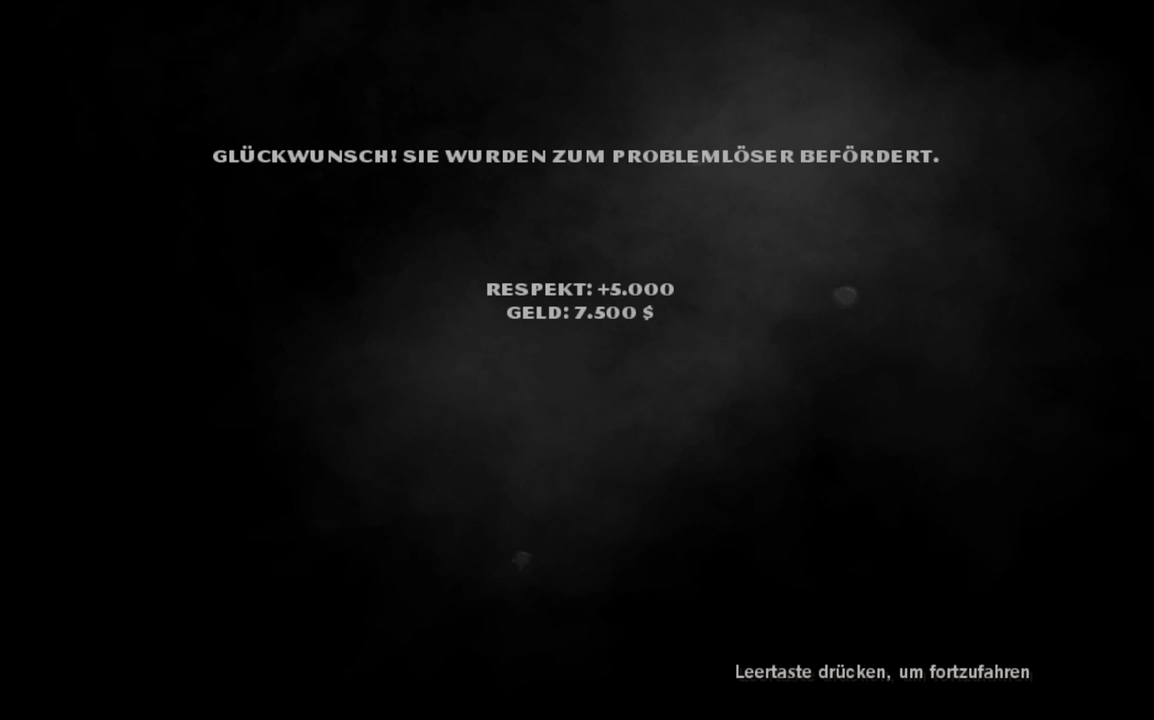 GLÜCKWUNSCH! SIE WURDEN ZUM PROBLEMLÖSER BEFÖRDERT.
RESPEKT: +5.000
GELD: 7.500 $
Leertaste drücken, um fortzufahren